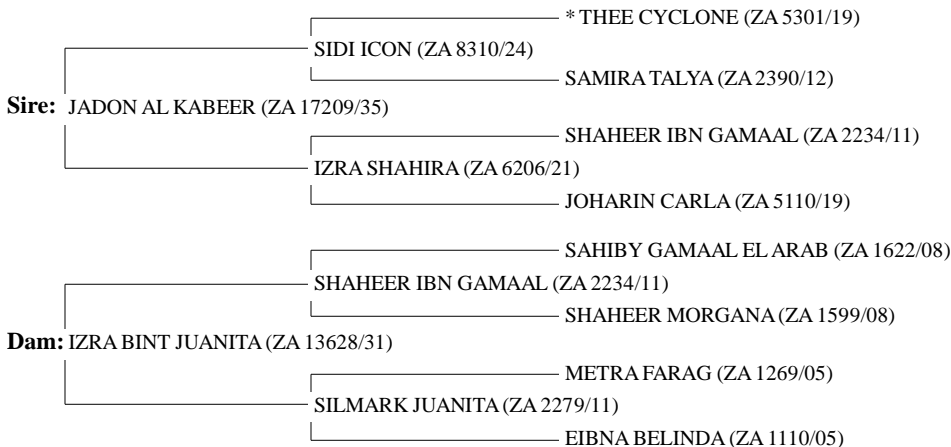 * THEE CYCLONE (ZA 5301/19)
SIDI ICON (ZA 8310/24)
SAMIRA TALYA (ZA 2390/12)
Sire: JADON AL KABEER (ZA 17209/35)
SHAHEER IBN GAMAAL (ZA 2234/11)
IZRA SHAHIRA (ZA 6206/21)
JOHARIN CARLA (ZA 5110/19)
SAHIBY GAMAAL EL ARAB (ZA 1622/08)
SHAHEER IBN GAMAAL (ZA 2234/11)
SHAHEER MORGANA (ZA 1599/08)
Dam: IZRA BINT JUANITA (ZA 13628/31)
METRA FARAG (ZA 1269/05)
SILMARK JUANITA (ZA 2279/11)
EIBNA BELINDA (ZA 1110/05)